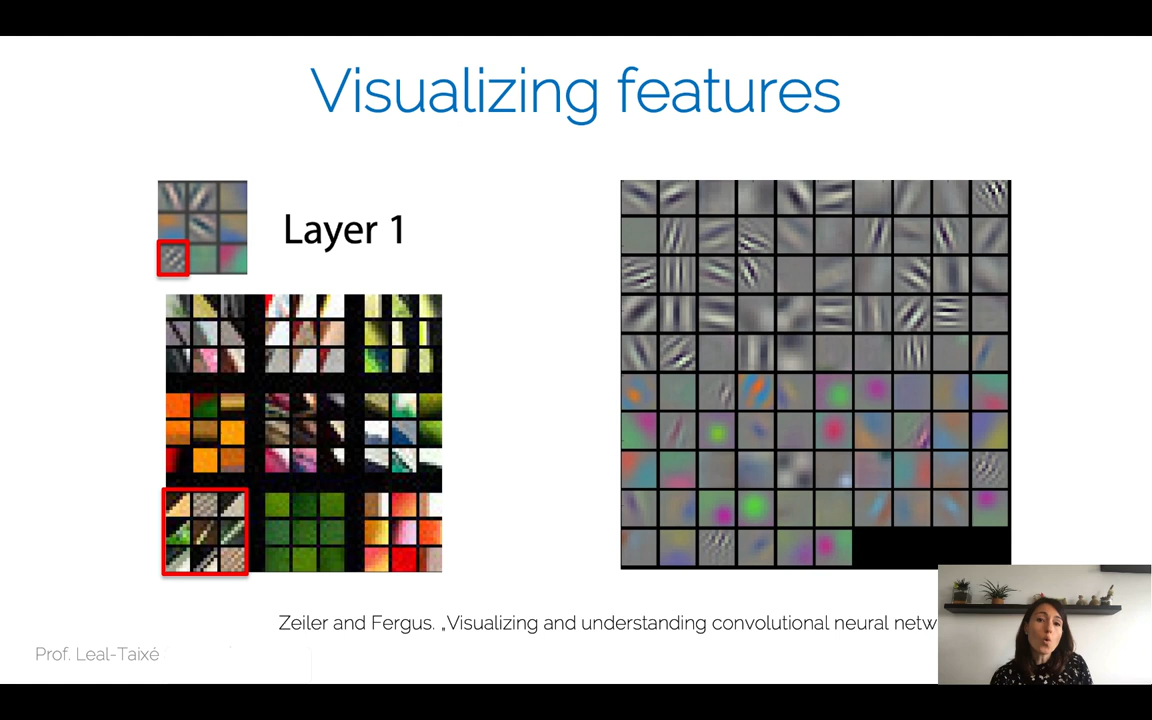 Visualizing features
Layer 1
Zeiler and Fergus. „Visualizing and understanding convolutional neural netw
Prof. Leal-Taixé